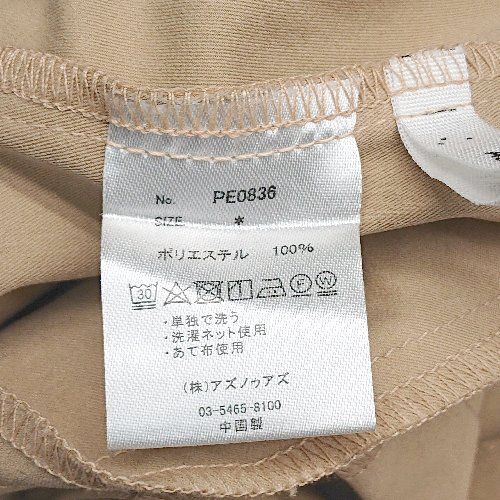 No. PE0836
SIZE *
ポリエステル 100%
30 F W
・単独で洗う
・洗濯ネット使用
・あて布使用
(株)アズノゥアズ
03-5465-8100
中国製